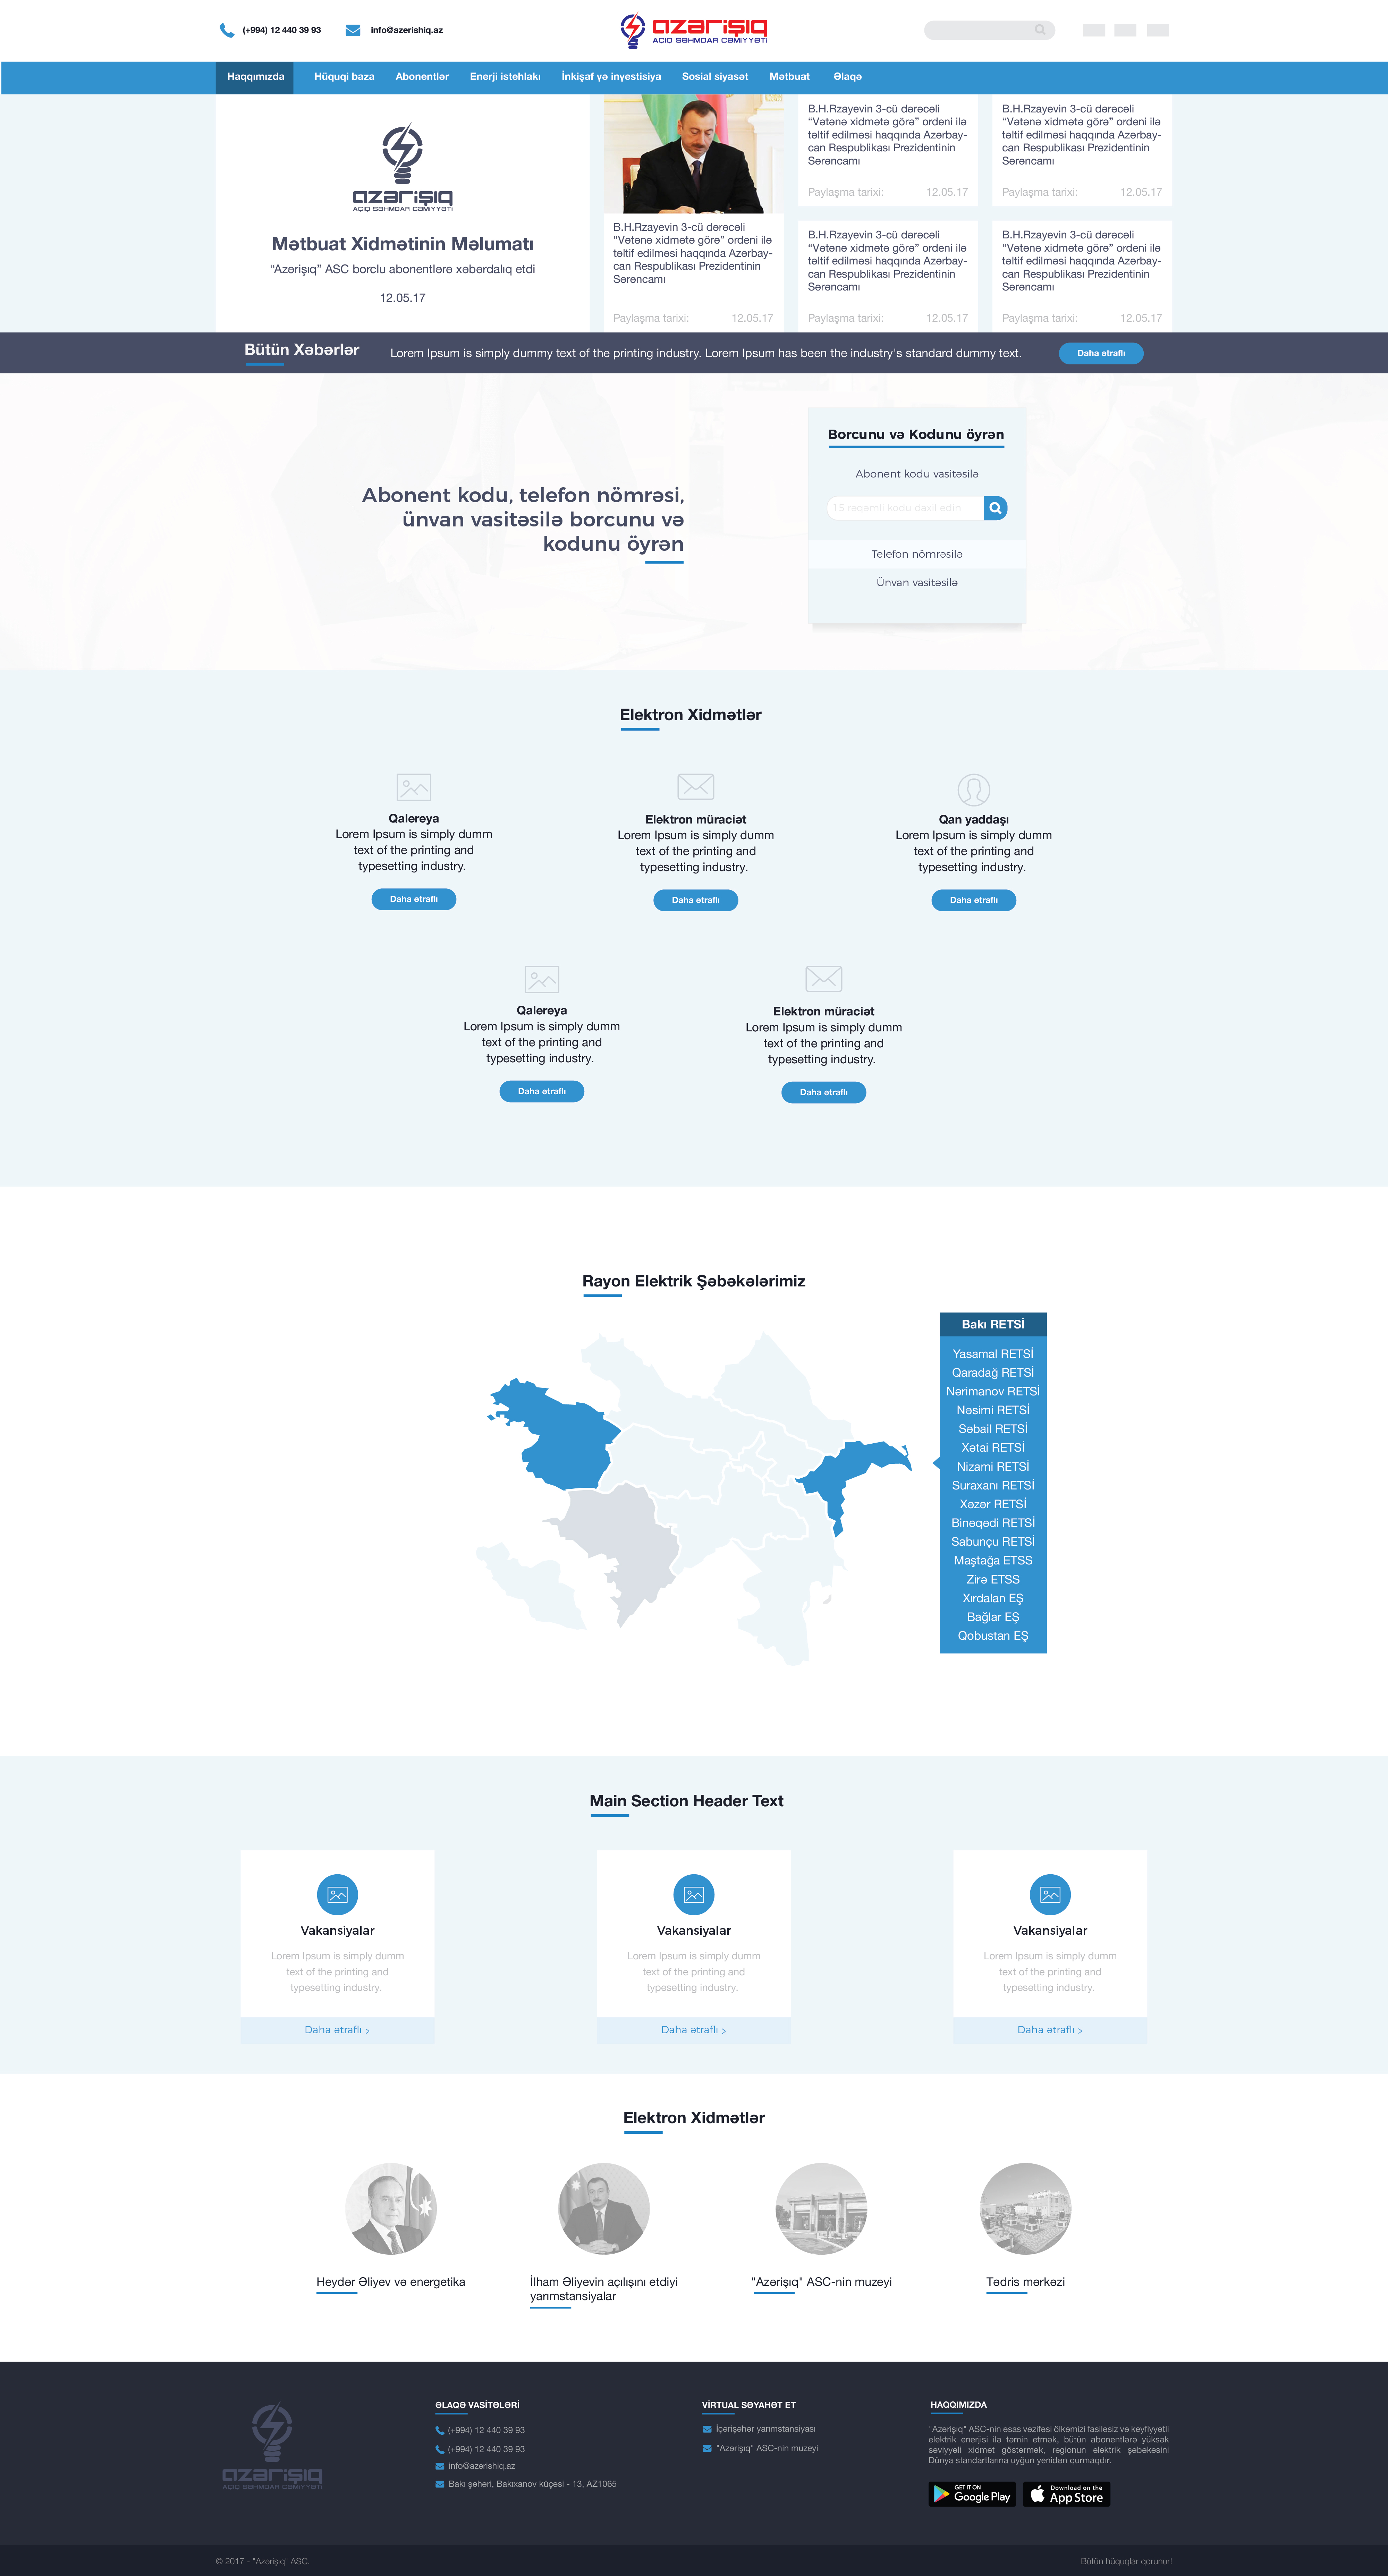 (+994) 12 440 39 93
info@azerishiq.az
azərişıq
AÇIQ SƏHMDAR CƏMİYYƏTİ
Haqqımızda
Hüquqi baza
Abonentlər
Enerji istehlakı
İnkişaf və investisiya
Sosial siyasət
Mətbuat
Əlaqə
azərişıq
AÇIQ SƏHMDAR CƏMİYYƏTİ
Mətbuat Xidmətinin Məlumatı
“Azərişıq” ASC borclu abonentlərə xəbərdalıq etdi
12.05.17
B.H.Rzayevin 3-cü dərəcəli
“Vətənə xidmətə görə” ordeni ilə
təltif edilməsi haqqında Azərbay-
can Respublikası Prezidentinin
Sərəncamı
Paylaşma tarixi: 12.05.17
B.H.Rzayevin 3-cü dərəcəli
“Vətənə xidmətə görə” ordeni ilə
təltif edilməsi haqqında Azərbay-
can Respublikası Prezidentinin
Sərəncamı
Paylaşma tarixi: 12.05.17
B.H.Rzayevin 3-cü dərəcəli
“Vətənə xidmətə görə” ordeni ilə
təltif edilməsi haqqında Azərbay-
can Respublikası Prezidentinin
Sərəncamı
Paylaşma tarixi: 12.05.17
B.H.Rzayevin 3-cü dərəcəli
“Vətənə xidmətə görə” ordeni ilə
təltif edilməsi haqqında Azərbay-
can Respublikası Prezidentinin
Sərəncamı
Paylaşma tarixi: 12.05.17
B.H.Rzayevin 3-cü dərəcəli
“Vətənə xidmətə görə” ordeni ilə
təltif edilməsi haqqında Azərbay-
can Respublikası Prezidentinin
Sərəncamı
Paylaşma tarixi: 12.05.17
Bütün Xəbərlər
Lorem Ipsum is simply dummy text of the printing industry. Lorem Ipsum has been the industry's standard dummy text.
Daha ətraflı
Abonent kodu, telefon nömrəsi,
ünvan vasitəsilə borcunu və
kodunu öyrən
Borcunu və Kodunu öyrən
Abonent kodu vasitəsilə
15 rəqəmli kodu daxil edin
Telefon nömrəsilə
Ünvan vasitəsilə
Elektron Xidmətlər
Qalereya
Lorem Ipsum is simply dumm
text of the printing and
typesetting industry.
Daha ətraflı
Elektron müraciət
Lorem Ipsum is simply dumm
text of the printing and
typesetting industry.
Daha ətraflı
Qan yaddaşı
Lorem Ipsum is simply dumm
text of the printing and
typesetting industry.
Daha ətraflı
Qalereya
Lorem Ipsum is simply dumm
text of the printing and
typesetting industry.
Daha ətraflı
Elektron müraciət
Lorem Ipsum is simply dumm
text of the printing and
typesetting industry.
Daha ətraflı
Rayon Elektrik Şəbəkələrimiz
Bakı RETSİ
Yasamal RETSİ
Qaradağ RETSİ
Nərimanov RETSİ
Nəsimi RETSİ
Səbail RETSİ
Xətai RETSİ
Nizami RETSİ
Suraxanı RETSİ
Xəzər RETSİ
Binəqədi RETSİ
Sabunçu RETSİ
Maştağa ETSS
Zirə ETSS
Xırdalan EŞ
Bağlar EŞ
Qobustan EŞ
Main Section Header Text
Vakansiyalar
Lorem Ipsum is simply dumm
text of the printing and
typesetting industry.
Daha ətraflı >
Vakansiyalar
Lorem Ipsum is simply dumm
text of the printing and
typesetting industry.
Daha ətraflı >
Vakansiyalar
Lorem Ipsum is simply dumm
text of the printing and
typesetting industry.
Daha ətraflı >
Elektron Xidmətlər
Heydər Əliyev və energetika
İlham Əliyevin açılışını etdiyi
yarımstansiyalar
"Azərişıq" ASC-nin muzeyi
Tədris mərkəzi
azərişıq
AÇIQ SƏHMDAR CƏMİYYƏTİ
ƏLAQƏ VASİTƏLƏRİ
(+994) 12 440 39 93
(+994) 12 440 39 93
info@azerishiq.az
Bakı şəhəri, Bakıxanov küçəsi - 13, AZ1065
VİRTUAL SƏYAHƏT ET
İçərişəhər yarımstansiyası
"Azərişıq" ASC-nin muzeyi
HAQQIMIZDA
"Azərişıq" ASC-nin əsas vəzifəsi ölkəmizi fasiləsiz və keyfiyyətli
elektrik enerjisi ilə təmin etmək, bütün abonentlərə yüksək
səviyyəli xidmət göstərmək, regionun elektrik şəbəkəsini
Dünya standartlarına uyğun yenidən qurmaqdır.
GET IT ON
Google Play
Download on the
App Store
© 2017 - "Azərişıq" ASC.
Bütün hüquqlar qorunur!